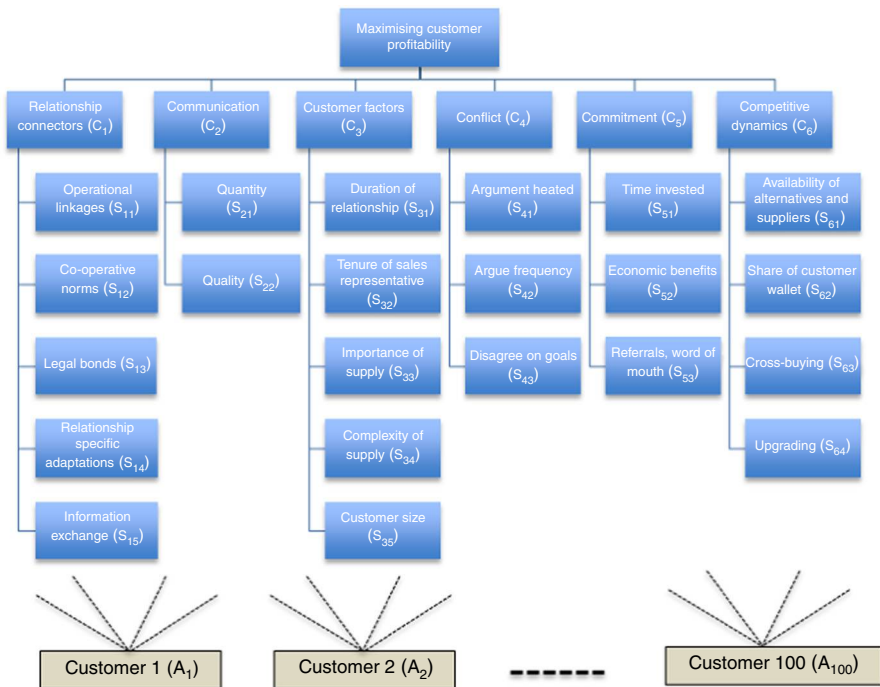 Maximising customer
profitability
Relationship
connectors (C₁)
Communication
(C₂)
Customer factors
(C₃)
Conflict (C₄)
Commitment (C₅)
Competitive
dynamics (C₆)
Operational
linkages (S₁₁)
Co-operative
norms (S₁₂)
Legal bonds (S₁₃)
Relationship
specific
adaptations (S₁₄)
Information
exchange (S₁₅)
Quantity
(S₂₁)
Quality (S₂₂)
Duration of
relationship (S₃₁)
Tenure of sales
representative
(S₃₂)
Importance of
supply (S₃₃)
Complexity of
supply (S₃₄)
Customer size
(S₃₅)
Argument heated
(S₄₁)
Argue frequency
(S₄₂)
Disagree on goals
(S₄₃)
Time invested
(S₅₁)
Economic benefits
(S₅₂)
Referrals, word of
mouth (S₅₃)
Availability of
alternatives and
suppliers (S₆₁)
Share of customer
wallet (S₆₂)
Cross-buying (S₆₃)
Upgrading (S₆₄)
Customer 1 (A₁)
Customer 2 (A₂)
Customer 100 (A₁₀₀)